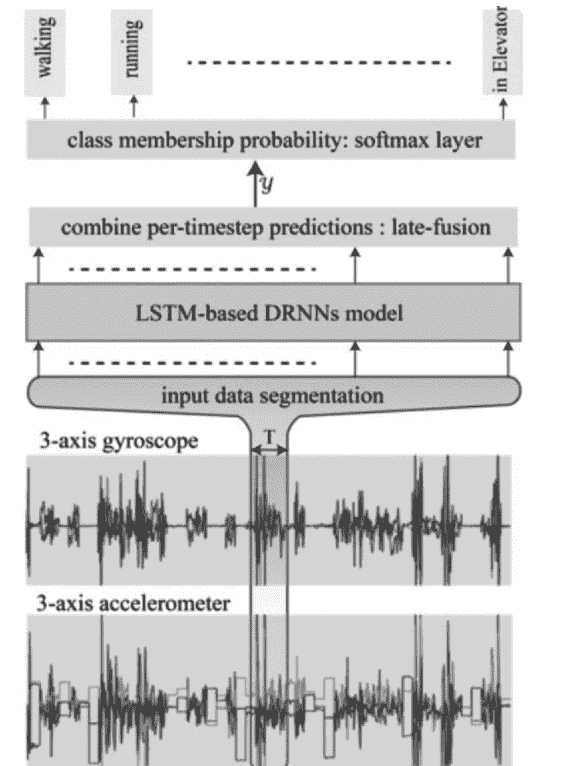 walking
running
in Elevator
class membership probability: softmax layer
y
combine per-timestep predictions : late-fusion
LSTM-based DRNNs model
input data segmentation
T
3-axis gyroscope
3-axis accelerometer